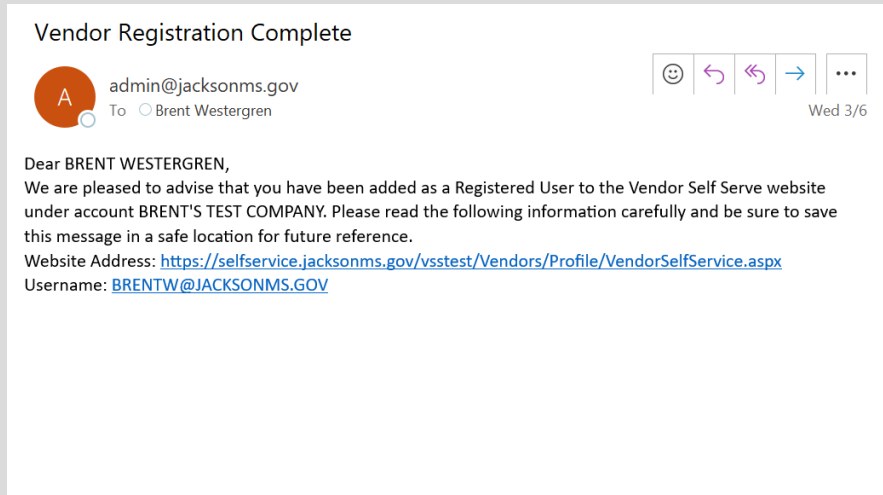 Vendor Registration Complete
A
admin@jacksonms.gov
To Brent Westergren
Wed 3/6
Dear BRENT WESTERGREN,
We are pleased to advise that you have been added as a Registered User to the Vendor Self Serve website
under account BRENT'S TEST COMPANY. Please read the following information carefully and be sure to save
this message in a safe location for future reference.
Website Address: https://selfservice.jacksonms.gov/vsstest/Vendors/Profile/VendorSelfService.aspx
Username: BRENTW@JACKSONMS.GOV